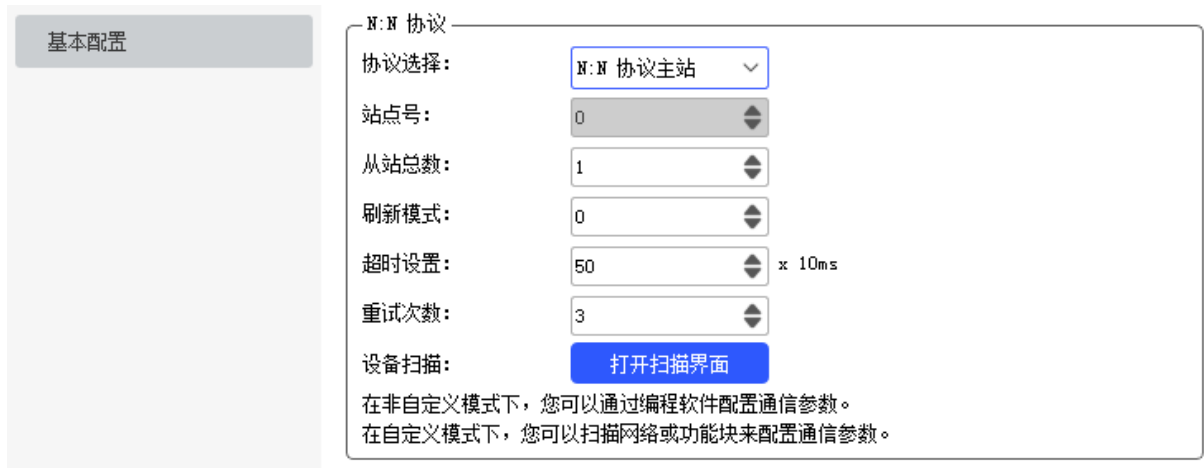 基本配置
N:N 协议
协议选择: N:N 协议主站
站点号: 0
从站总数: 1
刷新模式: 0
超时设置: 50 x 10ms
重试次数: 3
设备扫描: 打开扫描界面
在非自定义模式下，您可以通过编程软件配置通信参数。
在自定义模式下，您可以扫描网络或功能块来配置通信参数。